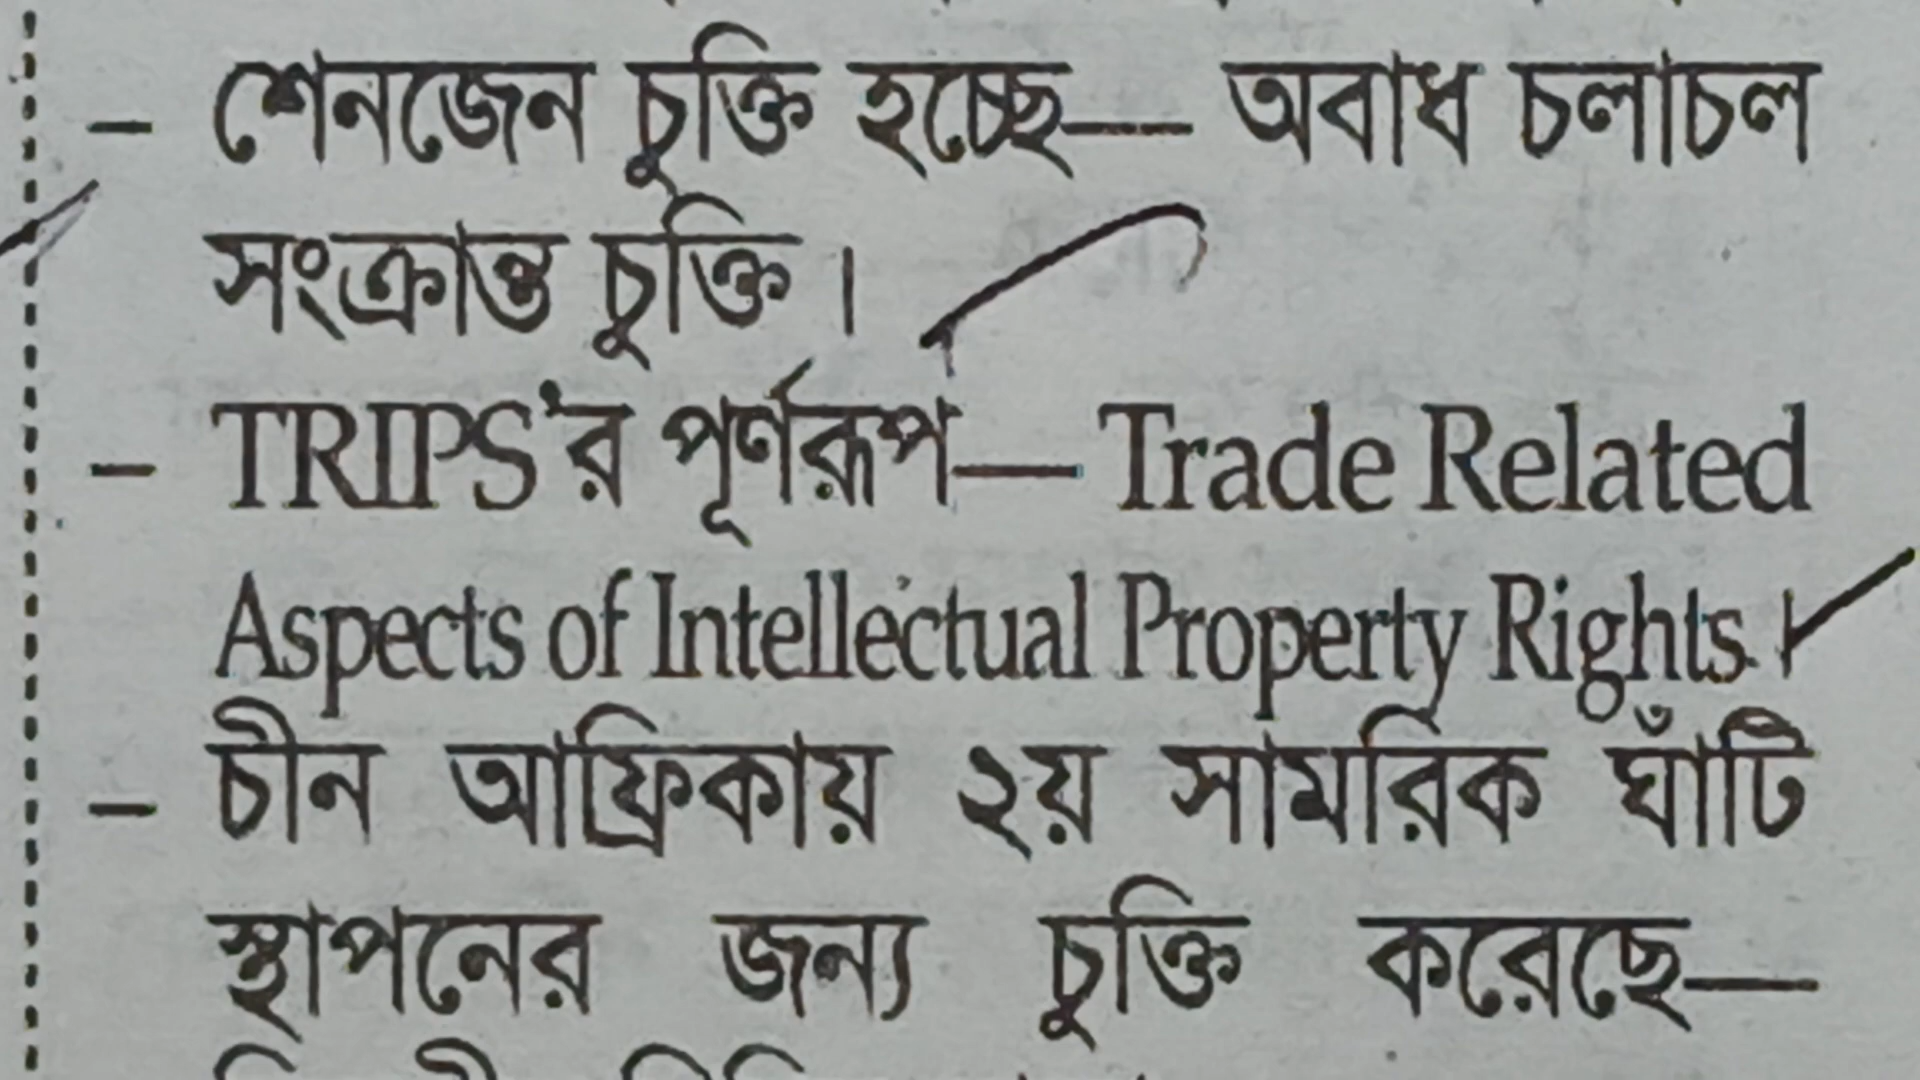 – শেনজেন চুক্তি হচ্ছে— অবাধ চলাচল
সংক্রান্ত চুক্তি।
– TRIPS'র পূর্ণরূপ— Trade Related
Aspects of Intellectual Property Rights।
– চীন আফ্রিকায় ২য় সামরিক ঘাঁটি
স্থাপনের জন্য চুক্তি করেছে—